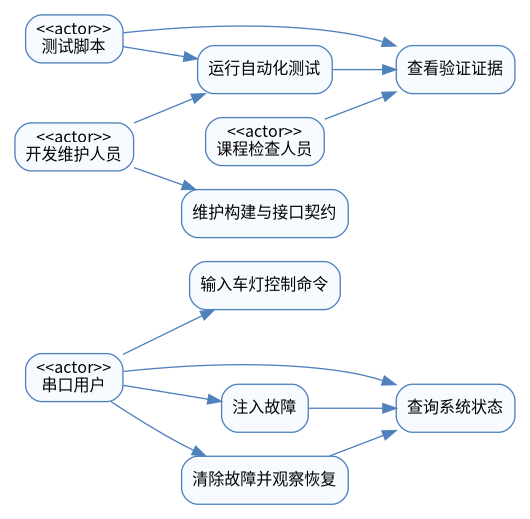 <<actor>>
测试脚本
运行自动化测试
查看验证证据
<<actor>>
开发维护人员
<<actor>>
课程检查人员
维护构建与接口契约
输入车灯控制命令
<<actor>>
串口用户
注入故障
查询系统状态
清除故障并观察恢复